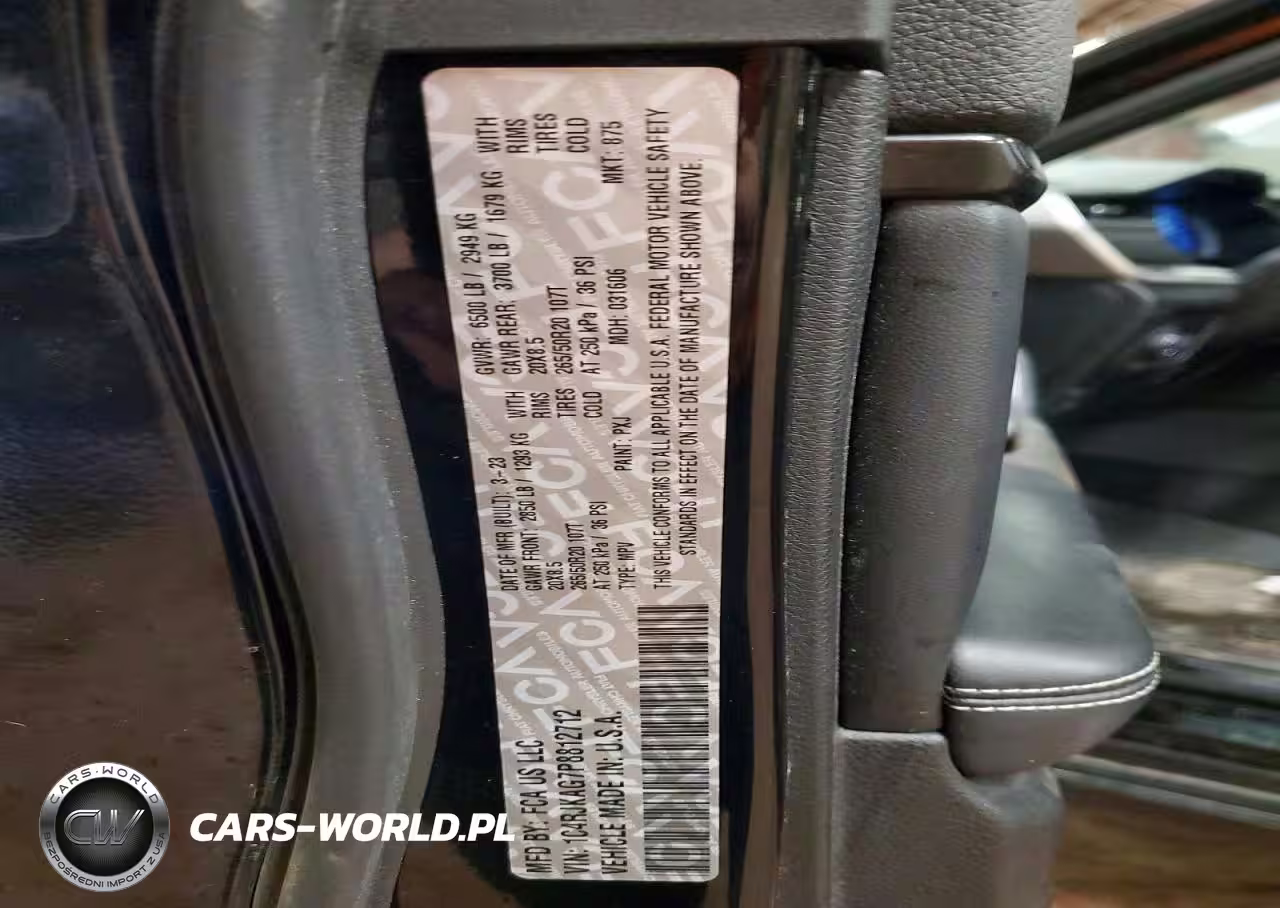 MFD BY: FCA US LLC
DATE OF MFR (BUILT): 3-23
GVWR: 6500 LB / 2949 KG
VIN: 1C4RJKAG7P8812712
GAWR FRONT: 2850 LB / 1293 KG WITH
GAWR REAR: 3700 LB / 1679 KG WITH
VEHICLE MADE IN: U.S.A.
20X8.5 RIMS
20X8.5 RIMS
265/50R20 107T TIRES
265/50R20 107T TIRES
AT 250 kPa / 36 PSI COLD
AT 250 kPa / 36 PSI COLD
TYPE: MPV
PAINT: PXJ
MDH: 031606
MKT: 875
THIS VEHICLE CONFORMS TO ALL APPLICABLE U.S.A. FEDERAL MOTOR VEHICLE SAFETY
STANDARDS IN EFFECT ON THE DATE OF MANUFACTURE SHOWN ABOVE.
CARS-WORLD
CW
BEZPOŚREDNI IMPORT Z USA
CARS-WORLD.PL